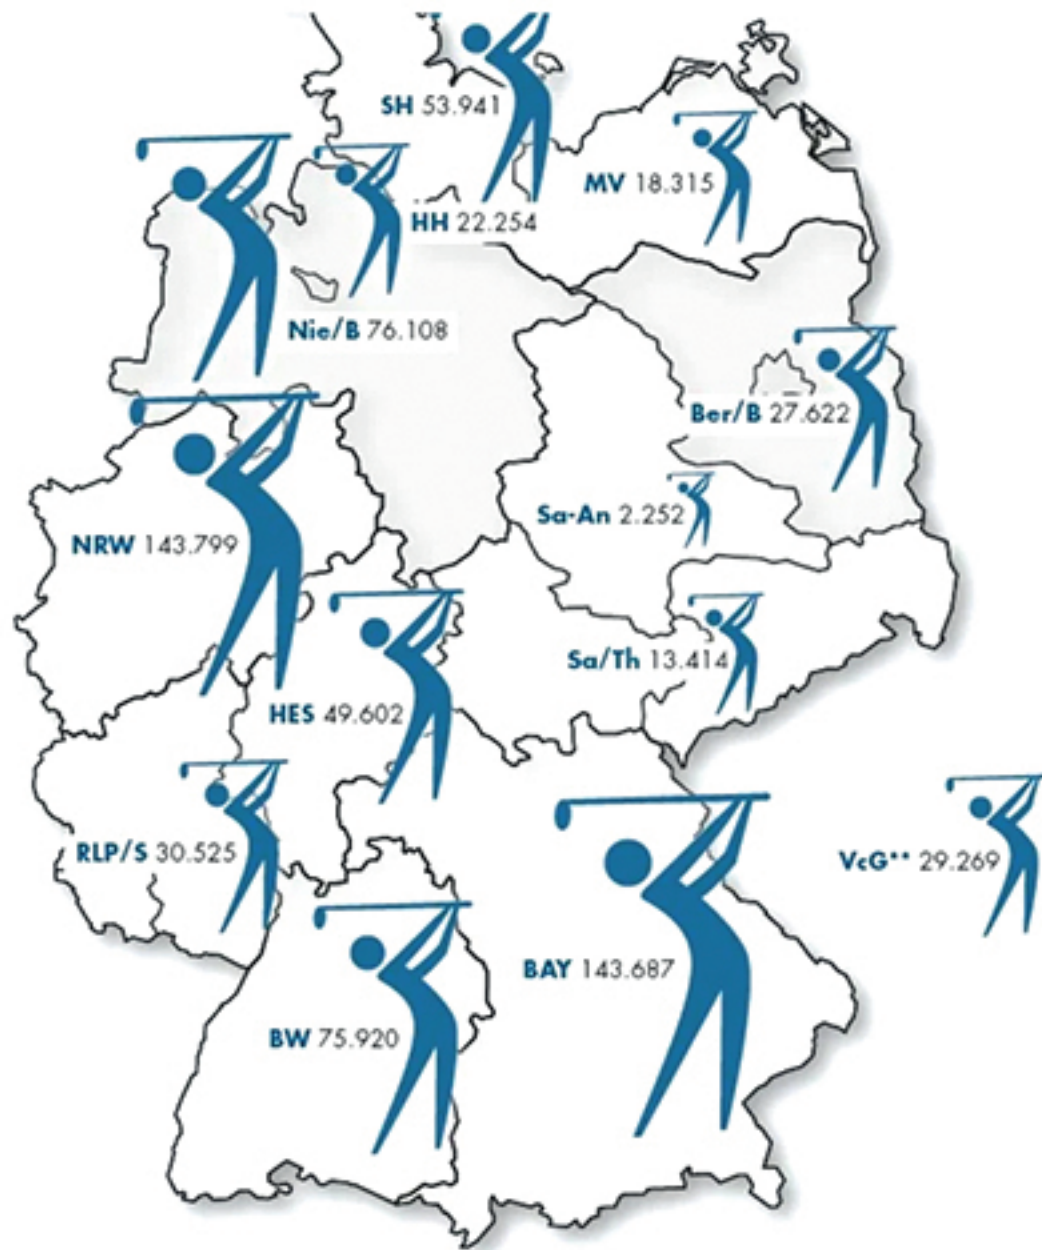 SH 53.941
MV 18.315
HH 22.254
Nie/B 76.108
Ber/B 27.622
Sa-An 2.252
NRW 143.799
Sa/Th 13.414
HES 49.602
RLP/S 30.525
VcG** 29.269
BAY 143.687
BW 75.920